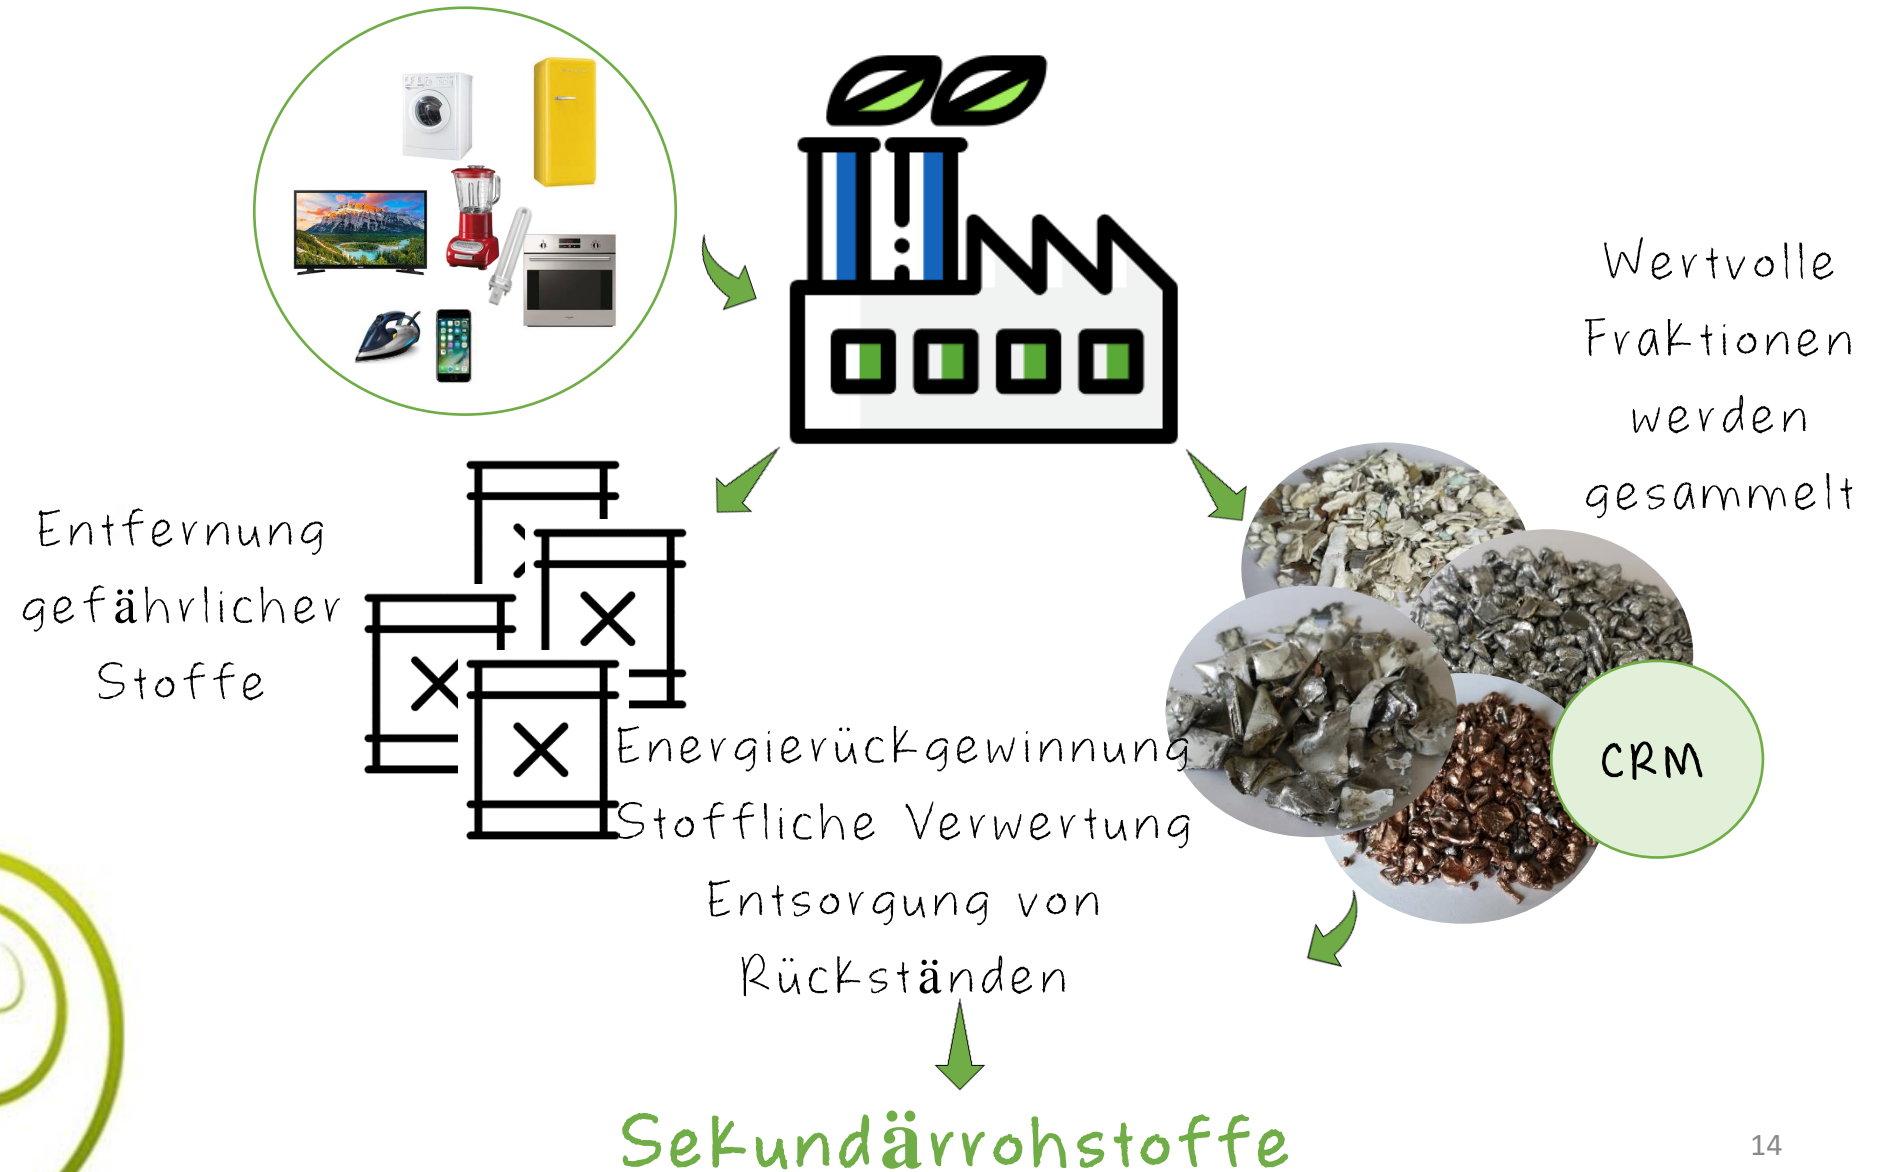 Wertvolle
Fraktionen
werden
gesammelt
Entfernung
gefährlicher
Stoffe
Energierückgewinnung
Stoffliche Verwertung
Entsorgung von
Rückständen
CRM
Sekundärrohstoffe
14